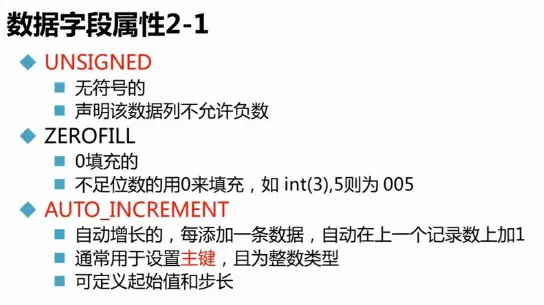 数据字段属性2-1
UNSIGNED
无符号的
声明该数据列不允许负数
ZEROFILL
0填充的
不足位数的用0来填充，如 int(3),5则为 005
AUTO_INCREMENT
自动增长的，每添加一条数据，自动在上一个记录数上加1
通常用于设置主键，且为整数类型
可定义起始值和步长